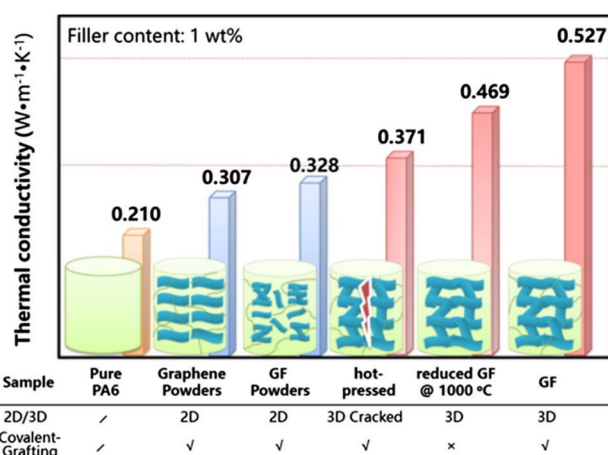 Filler content: 1 wt%
Thermal conductivity (W•m⁻¹•K⁻¹)
0.210
0.307
0.328
0.371
0.469
0.527
Sample
Pure
PA6
Graphene
Powders
GF
Powders
hot-
pressed
reduced GF
@ 1000 ºC
GF
2D/3D / 2D 2D 3D Cracked 3D 3D
Covalent-
Grafting / √ √ √ × √